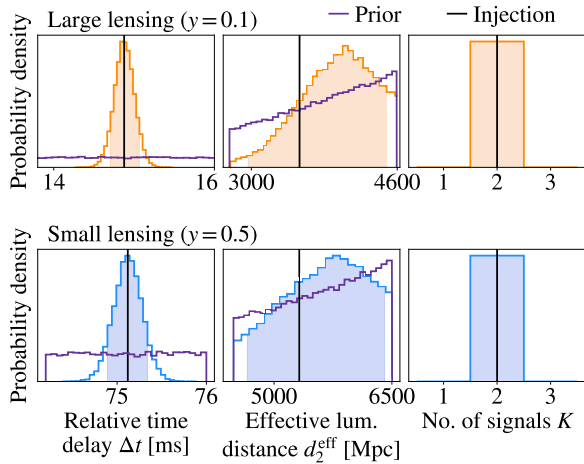 Prior Injection
Large lensing (y = 0.1)
Probability density
14 16 3000 4600 1 2 3
Small lensing (y = 0.5)
Probability density
75 76 5000 6500 1 2 3
Relative time Effective lum. No. of signals K
delay Δt [ms] distance d₂ᵉᶠᶠ [Mpc]